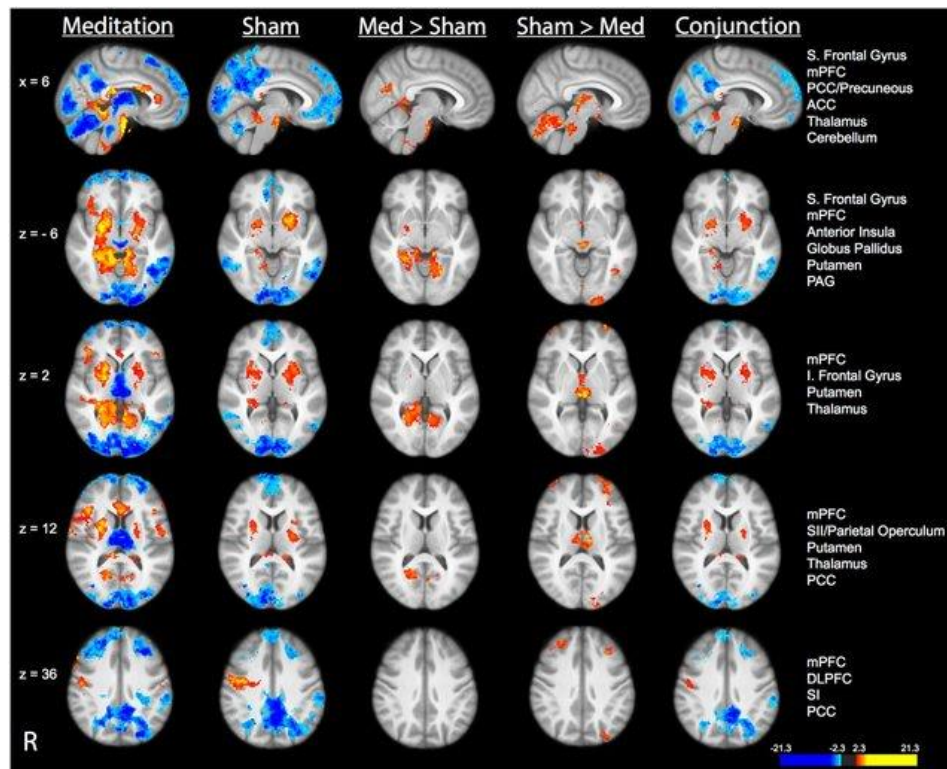 Meditation Sham Med > Sham Sham > Med Conjunction
x = 6
S. Frontal Gyrus
mPFC
PCC/Precuneous
ACC
Thalamus
Cerebellum
z = - 6
S. Frontal Gyrus
mPFC
Anterior Insula
Globus Pallidus
Putamen
PAG
z = 2
mPFC
I. Frontal Gyrus
Putamen
Thalamus
z = 12
mPFC
SII/Parietal Operculum
Putamen
Thalamus
PCC
z = 36
mPFC
DLPFC
SI
PCC
R
-21.3 -2.3 2.3 21.3